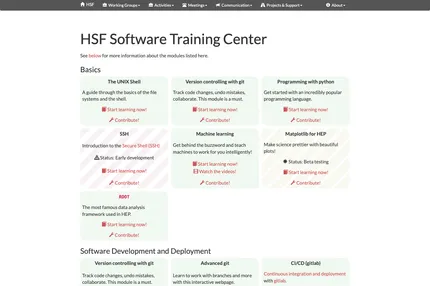 HSF Working Groups Activities Meetings Communication Projects & Support About
HSF Software Training Center
See below for more information about the modules listed here.
Basics
The UNIX Shell
A guide through the basics of the file
systems and the shell.
Start learning now!
Contribute!
Version controlling with git
Track code changes, undo mistakes,
collaborate. This module is a must.
Start learning now!
Contribute!
Programming with python
Get started with an incredibly popular
programming language.
Start learning now!
Contribute!
SSH
Introduction to the Secure Shell (SSH)
Status: Early development
Start learning now!
Contribute!
Machine learning
Get behind the buzzword and teach
machines to work for you intelligently!
Start learning now!
Watch the videos!
Contribute!
Matplotlib for HEP
Make science prettier with beautiful
plots!
Status: Beta testing
Start learning now!
Contribute!
ROOT
The most famous data analysis
framework used in HEP.
Start learning now!
Contribute!
Software Development and Deployment
Version controlling with git
Track code changes, undo mistakes,
collaborate. This module is a must.
Advanced git
Learn to work with branches and more
with this interactive webpage.
CI/CD (gitlab)
Continuous integration and deployment
with gitlab.